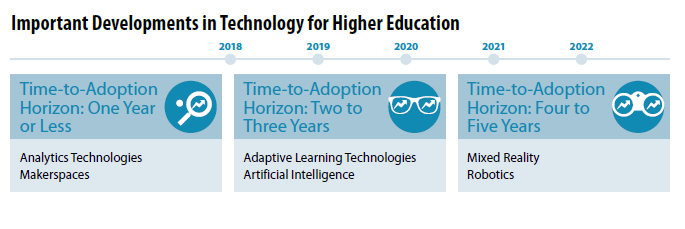 Important Developments in Technology for Higher Education
2018 2019 2020 2021 2022
Time-to-Adoption
Horizon: One Year
or Less
Analytics Technologies
Makerspaces
Time-to-Adoption
Horizon: Two to
Three Years
Adaptive Learning Technologies
Artificial Intelligence
Time-to-Adoption
Horizon: Four to
Five Years
Mixed Reality
Robotics